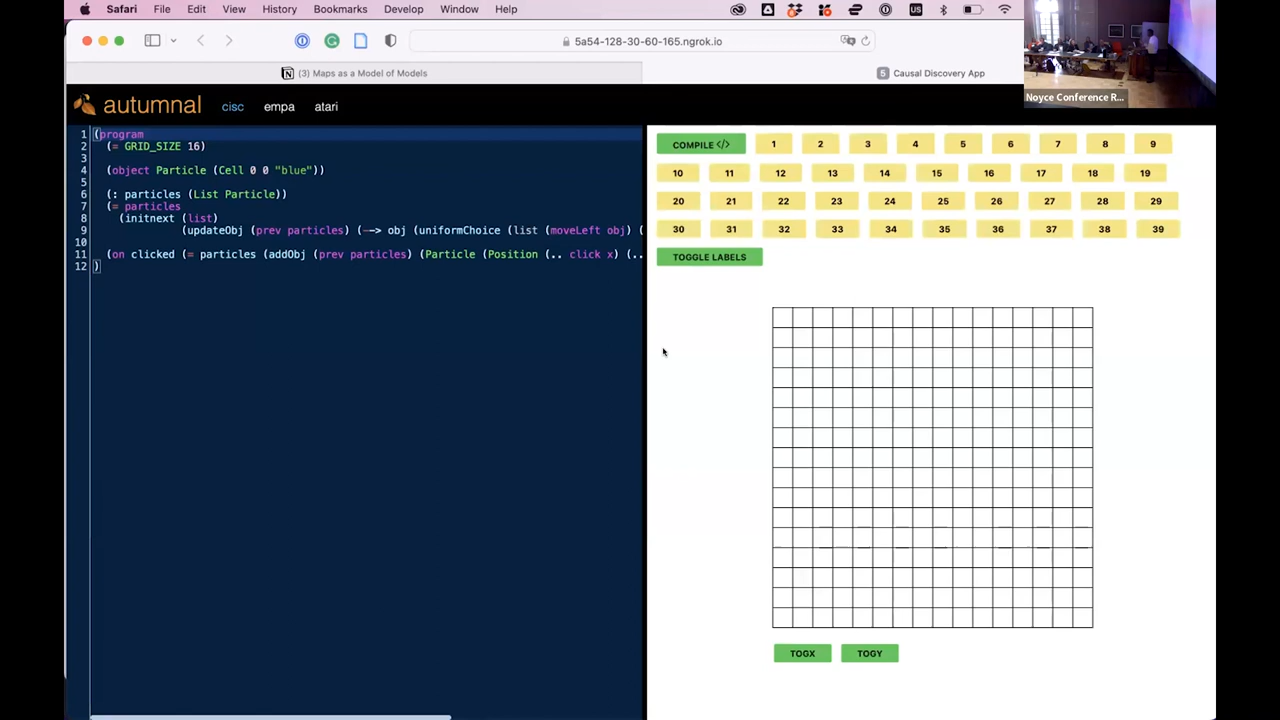 Safari File Edit View History Bookmarks Develop Window Help US
5a54-128-30-60-165.ngrok.io
(3) Maps as a Model of Models
5 Causal Discovery App
Noyce Conference R...
autumnal cisc empa atari
1 (program
2 (= GRID_SIZE 16)
3
4 (object Particle (Cell 0 0 "blue"))
5
6 (: particles (List Particle))
7 (= particles
8 (initnext (list)
9 (updateObj (prev particles) (--> obj (uniformChoice (list (moveLeft obj) (
10
11 (on clicked (= particles (addObj (prev particles) (Particle (Position (.. click x) (..
12 )
COMPILE </> 1 2 3 4 5 6 7 8 9
10 11 12 13 14 15 16 17 18 19
20 21 22 23 24 25 26 27 28 29
30 31 32 33 34 35 36 37 38 39
TOGGLE LABELS
TOGX TOGY